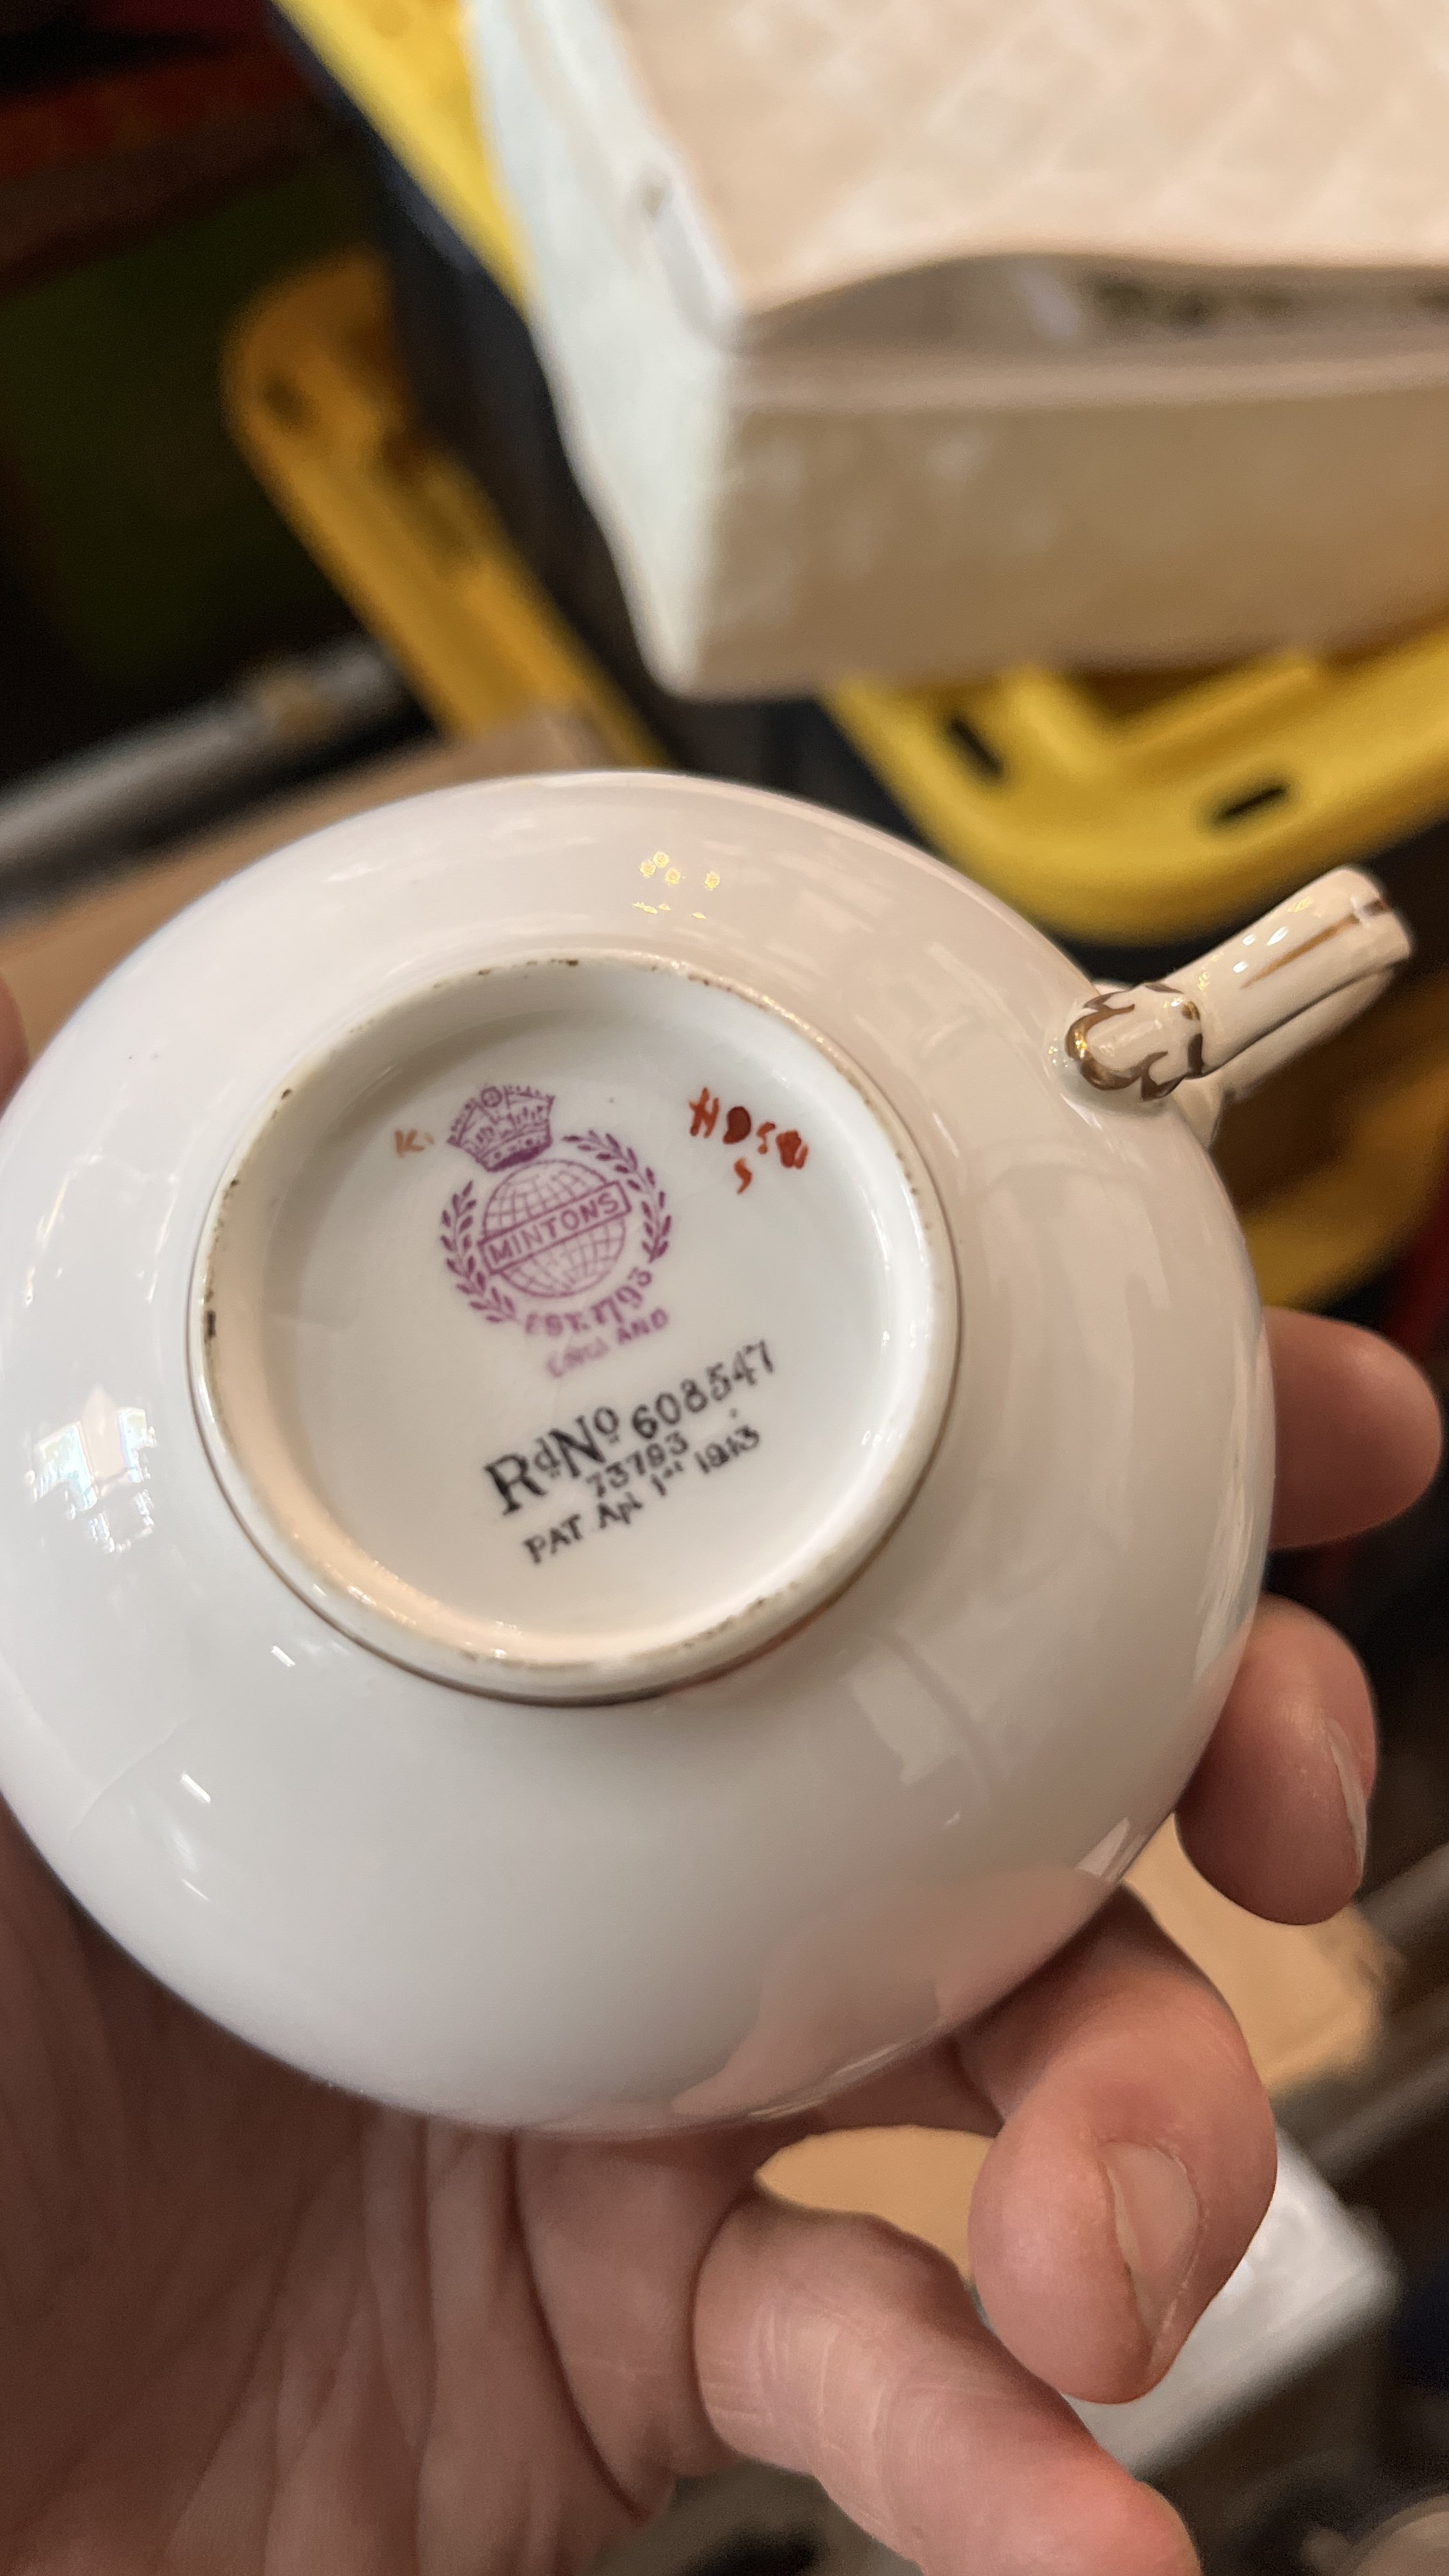 K.
MINTONS
EST. 1793
ENGLAND
Rd No 608547
73793
PAT Apl 1st 1913